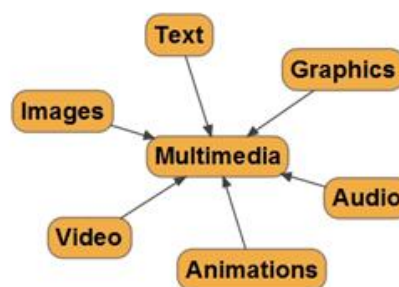 Text
Graphics
Images
Multimedia
Audio
Video
Animations